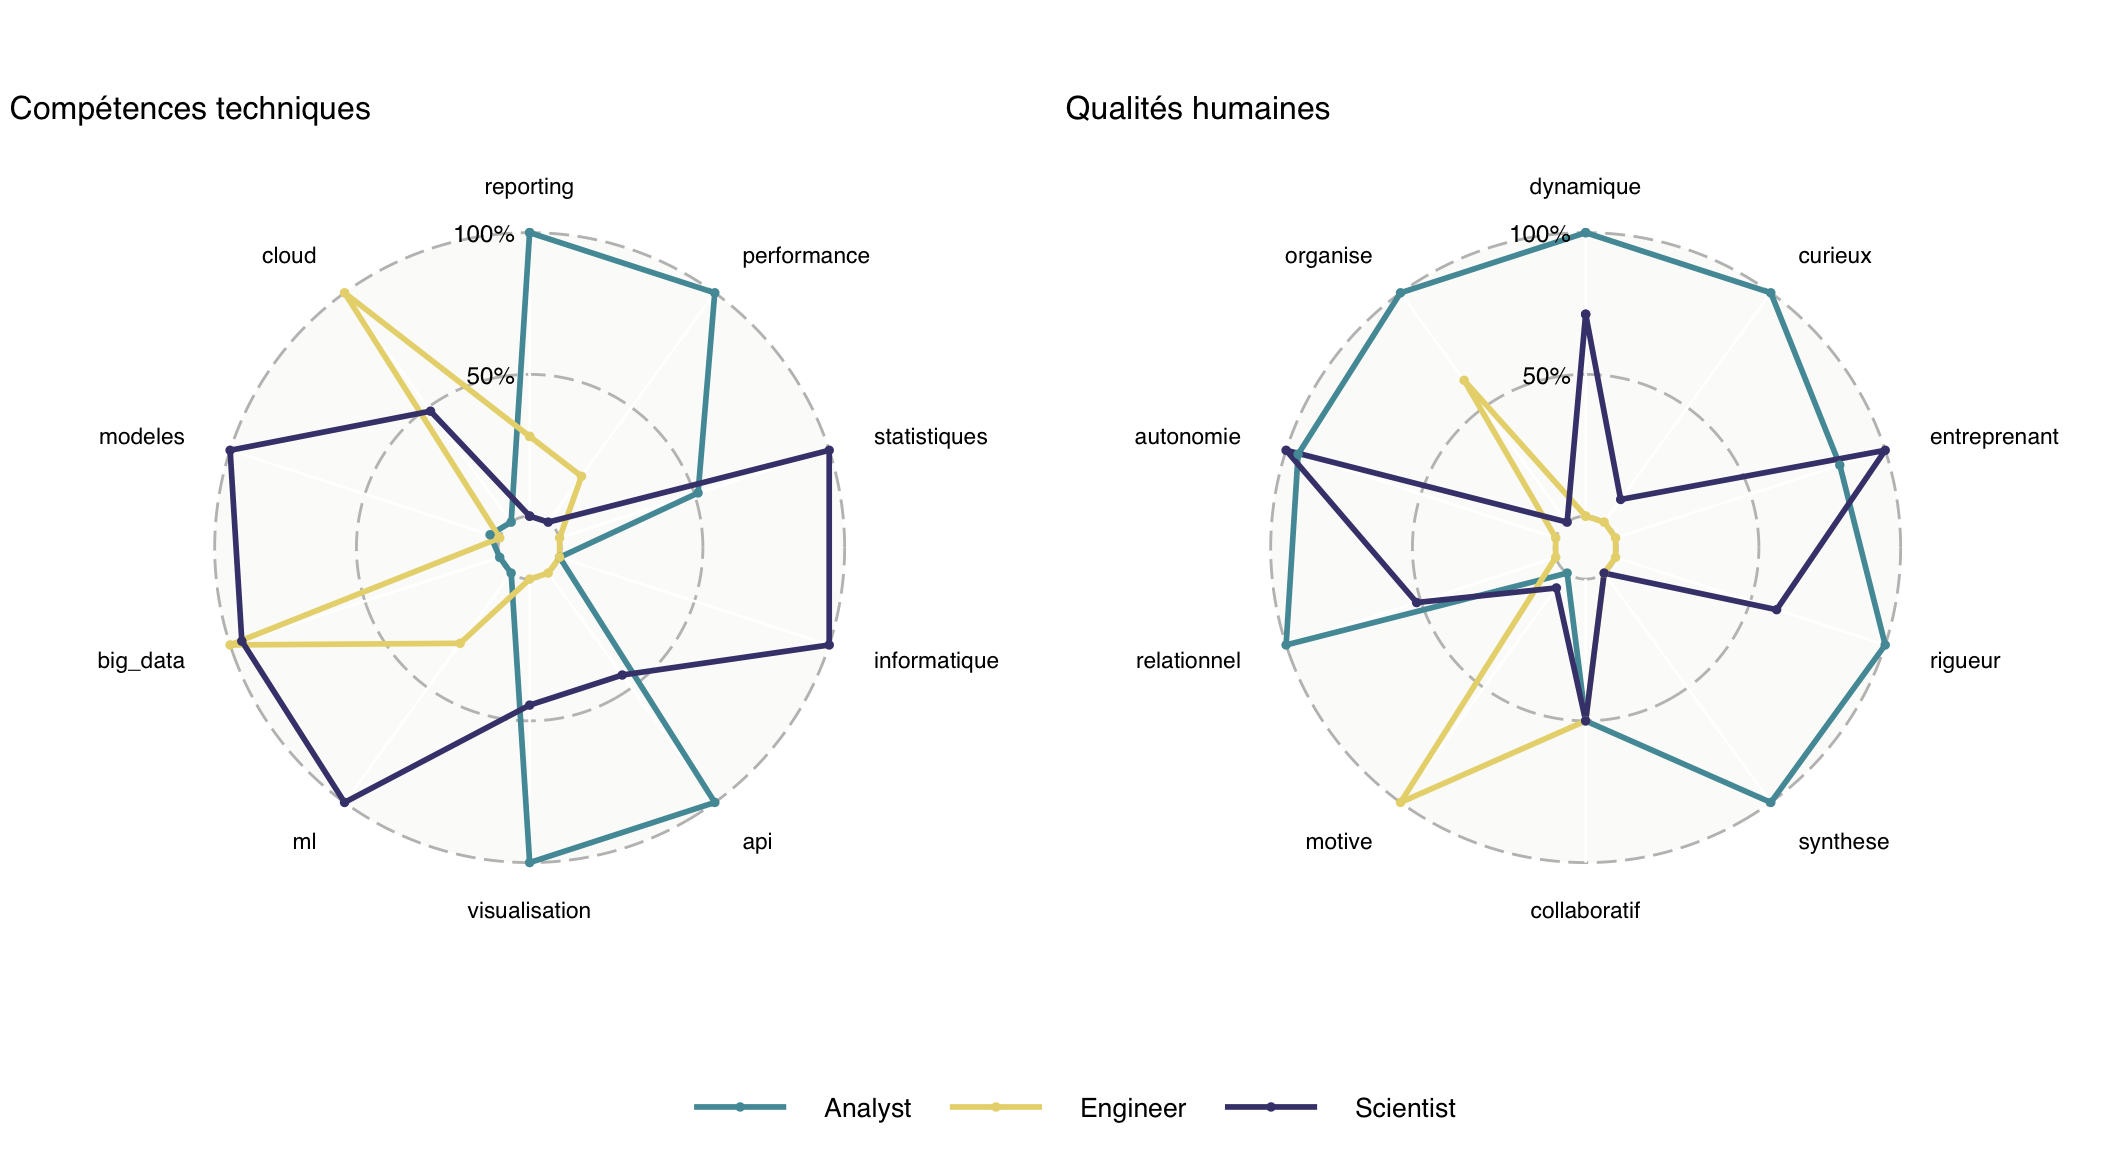 Compétences techniques
reporting
100%
cloud
performance
50%
modeles
statistiques
big_data
informatique
ml
api
visualisation
Qualités humaines
dynamique
100%
organise
curieux
50%
autonomie
entreprenant
relationnel
rigueur
motive
synthese
collaboratif
Analyst
Engineer
Scientist